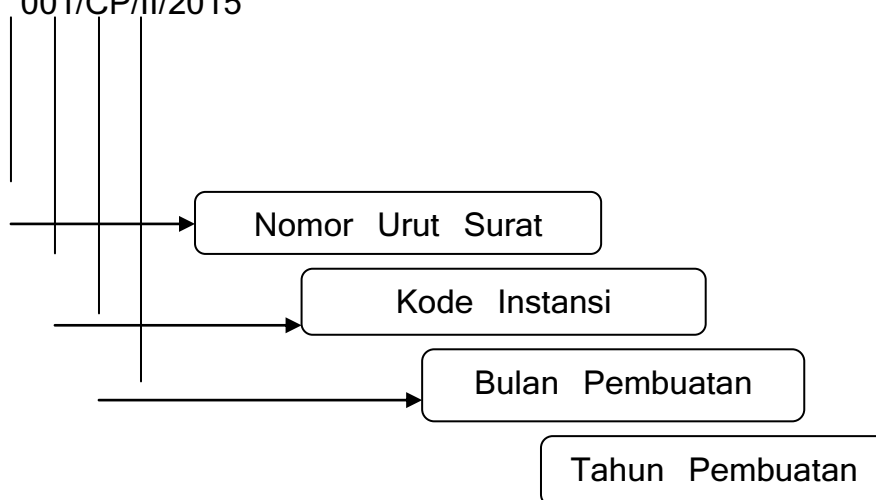 001/CP/II/2015
Nomor Urut Surat
Kode Instansi
Bulan Pembuatan
Tahun Pembuatan